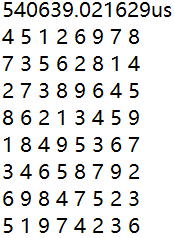 540639.021629us
4 5 1 2 6 9 7 8
7 3 5 6 2 8 1 4
2 7 3 8 9 6 4 5
8 6 2 1 3 4 5 9
1 8 4 9 5 3 6 7
3 4 6 5 8 7 9 2
6 9 8 4 7 5 2 3
5 1 9 7 4 2 3 6